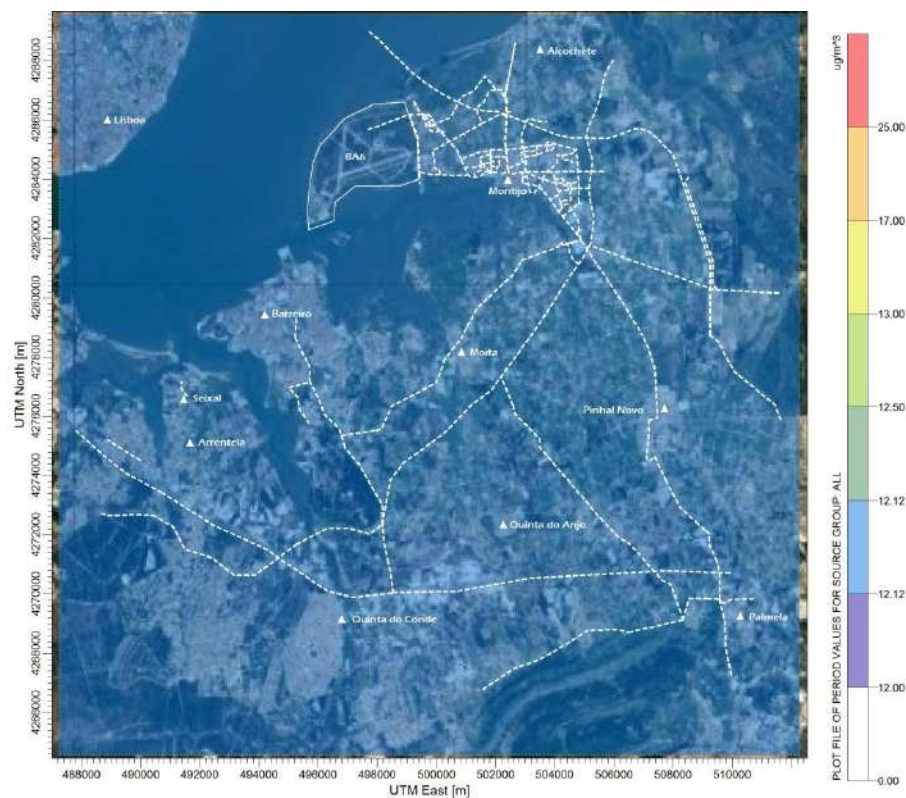 ug/m^3
Alcochete
Lisboa
BA6
Montijo
Barreiro
Moita
Seixal
Pinhal Novo
Arrentela
Quinta do Anjo
Quinta do Conde
Palmela
UTM North [m]
4288000
4286000
4284000
4282000
4280000
4278000
4276000
4274000
4272000
4270000
4268000
4266000
488000 490000 492000 494000 496000 498000 500000 502000 504000 506000 508000 510000
UTM East [m]
PLOT FILE OF PERIOD VALUES FOR SOURCE GROUP: ALL
25.00
17.00
13.00
12.50
12.12
12.12
12.00
0.00